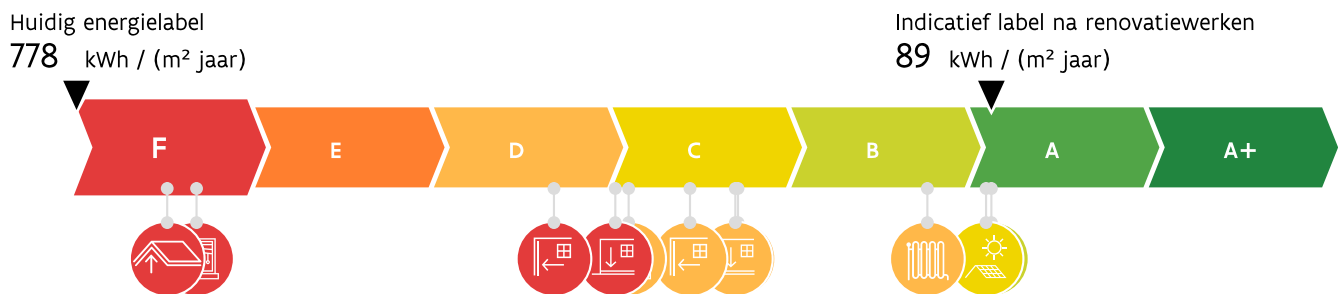 Huidig energielabel
778 kWh / (m² jaar)
Indicatief label na renovatiewerken
89 kWh / (m² jaar)
F E D C B A A+